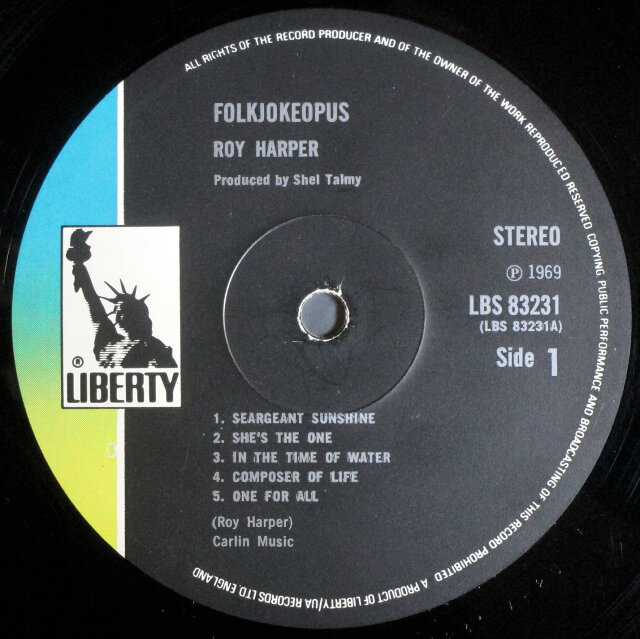 ALL RIGHTS OF THE RECORD PRODUCER AND OF THE OWNER OF THE WORK REPRODUCED RESERVED COPYING, PUBLIC PERFORMANCE AND BROADCASTING OF THIS RECORD PROHIBITED A PRODUCT OF LIBERTY/UA RECORDS LTD. ENGLAND
FOLKJOKEOPUS
ROY HARPER
Produced by Shel Talmy
STEREO
℗ 1969
LBS 83231
(LBS 83231A)
Side 1
®
LIBERTY
1. SEARGEANT SUNSHINE
2. SHE'S THE ONE
3. IN THE TIME OF WATER
4. COMPOSER OF LIFE
5. ONE FOR ALL
(Roy Harper)
Carlin Music